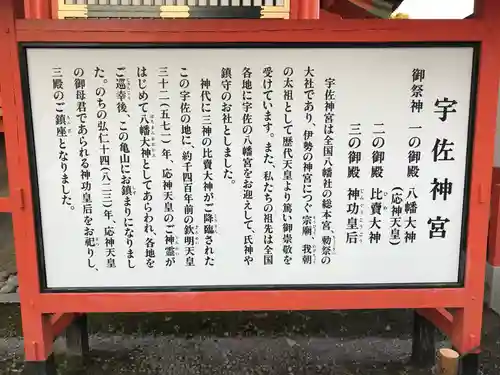 宇佐神宮
御祭神 一の御殿 八幡大神
(応神天皇)
二の御殿 比賣大神
三の御殿 神功皇后
宇佐神宮は全国八幡社の総本宮、勅祭の
大社であり、伊勢の神宮につぐ宗廟、我朝
の太祖として歴代天皇より篤い御崇敬を
受けています。また、私たちの祖先は全国
各地に宇佐の八幡宮をお迎えして、氏神や
鎮守のお社としました。
神代に三神の比賣大神がご降臨された
この宇佐の地に、約千四百年前の欽明天皇
三十二(五七一)年、応神天皇のご神霊が
はじめて八幡大神としてあらわれ、各地を
ご巡幸後、この亀山にお鎮まりになりまし
た。のちの弘仁十四(八二三)年、応神天皇
の御母君であられる神功皇后をお祀りし、
三殿のご鎮座となりました。